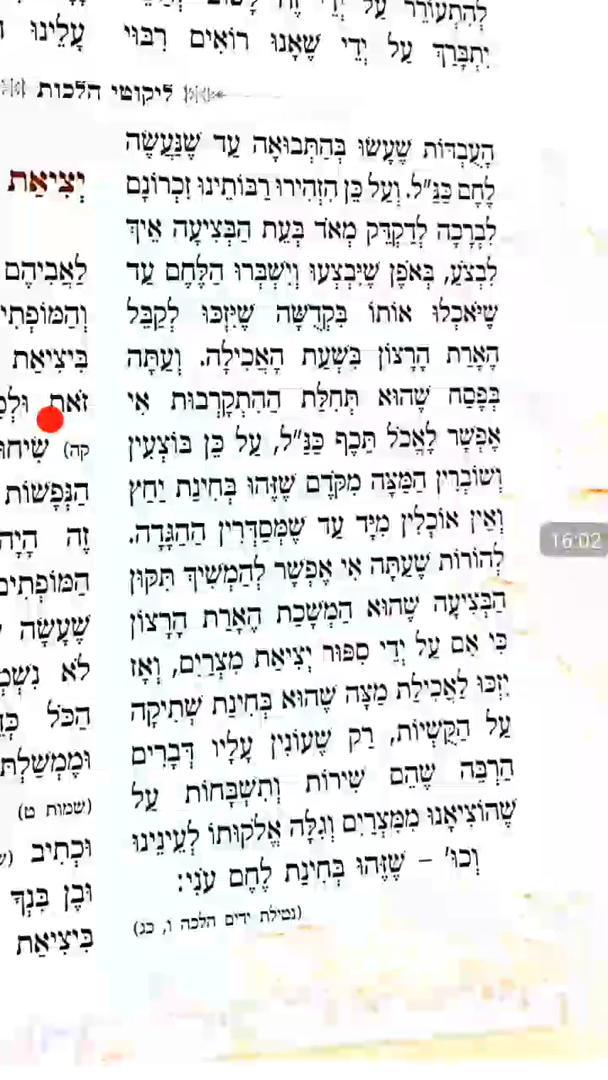 לְהִתְעוֹרֵר עַל יְדֵי זֶה
יִתְבָּרַךְ עַל יְדֵי שֶׁאָנוּ רוֹאִים רִבּוּי
עָלֵינוּ
ליקוטי הלכות
הָעֻבְדּוֹת שֶׁעָשׂוּ בְּהַתְּבוּאָה עַד שֶׁנַּעֲשֶׂה
לֶחֶם כַּנַּ"ל. וְעַל כֵּן הִזְהִירוּ רַבּוֹתֵינוּ זִכְרוֹנָם
לִבְרָכָה לְדַקְדֵּק מְאֹד בְּעֵת הַבְּצִיעָה אֵיךְ
לִבְצֹעַ, בְּאֹפֶן שֶׁיִּבְצְעוּ וְיִשְׁבְּרוּ הַלֶּחֶם עַד
שֶׁיֹּאכְלוּ אוֹתוֹ בִּקְדֻשָּׁה שֶׁיִּזְכּוּ לְקַבֵּל
הֶאָרַת הָרָצוֹן בִּשְׁעַת הָאֲכִילָה. וְעַתָּה
בְּפֶסַח שֶׁהוּא תְּחִלַּת הַהִתְקָרְבוּת אִי
אֶפְשָׁר לֶאֱכֹל תֵּכֶף כַּנַּ"ל, עַל כֵּן בּוֹצְעִין
וְשׁוֹבְרִין הַמַּצָּה מִקֹּדֶם שֶׁזֶּהוּ בְּחִינַת יַחַץ
וְאֵין אוֹכְלִין מִיָּד עַד שֶׁמְּסַדְּרִין הַהַגָּדָה.
לְהוֹרוֹת שֶׁעַתָּה אִי אֶפְשָׁר לְהַמְשִׁיךְ תִּקּוּן
הַבְּצִיעָה שֶׁהוּא הַמְשָׁכַת הֶאָרַת הָרָצוֹן
כִּי אִם עַל יְדֵי סִפּוּר יְצִיאַת מִצְרַיִם, וְאָז
יִזְכּוּ לַאֲכִילַת מַצָּה שֶׁהוּא בְּחִינַת שְׁתִיקָה
עַל הַקֻּשְׁיוֹת, רַק שֶׁעוֹנִין עָלָיו דְּבָרִים
הַרְבֵּה שֶׁהֵם שִׁירוֹת וְתִשְׁבָּחוֹת עַל
שֶׁהוֹצִיאָנוּ מִמִּצְרַיִם וְגִלָּה אֱלֹקוּתוֹ לְעֵינֵינוּ
וְכוּ' – שֶׁזֶּהוּ בְּחִינַת לֶחֶם עֹנִי:
(נטילת ידים הלכה ו, כג)
יְצִיאַת
לַאֲבִיהֶם
וְהַמּוֹפְתִי
בִּיצִיאַת
זֹאת
קה) שִׂיחוּ
הַנְּפָשׁוֹת
זֶה הָיָה
הַמּוֹפְתִים
שֶׁעָשָׂה
לֹא נִשְׁמַ
הַכֹּל
וּמֶמְשַׁלְתּ
(שמות ט)
וּכְתִיב
וּבֶן בִּנְךָ
בִּיצִיאַת
16:02